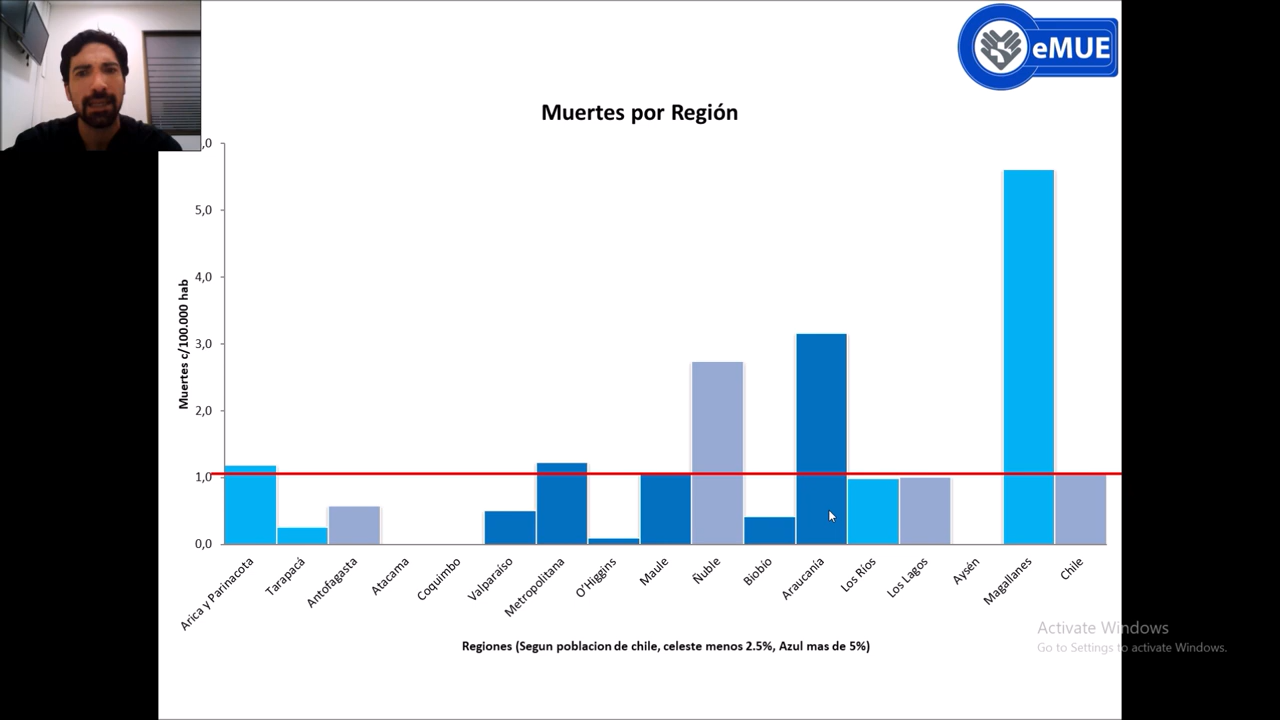 eMUE
Muertes por Región
,0
5,0
4,0
3,0
2,0
1,0
0,0
Muertes c/100.000 hab
Arica y Parinacota
Tarapacá
Antofagasta
Atacama
Coquimbo
Valparaíso
Metropolitana
O'Higgins
Maule
Ñuble
Biobío
Araucanía
Los Ríos
Los Lagos
Aysén
Magallanes
Chile
Regiones (Segun poblacion de chile, celeste menos 2.5%, Azul mas de 5%)
Activate Windows
Go to Settings to activate Windows.